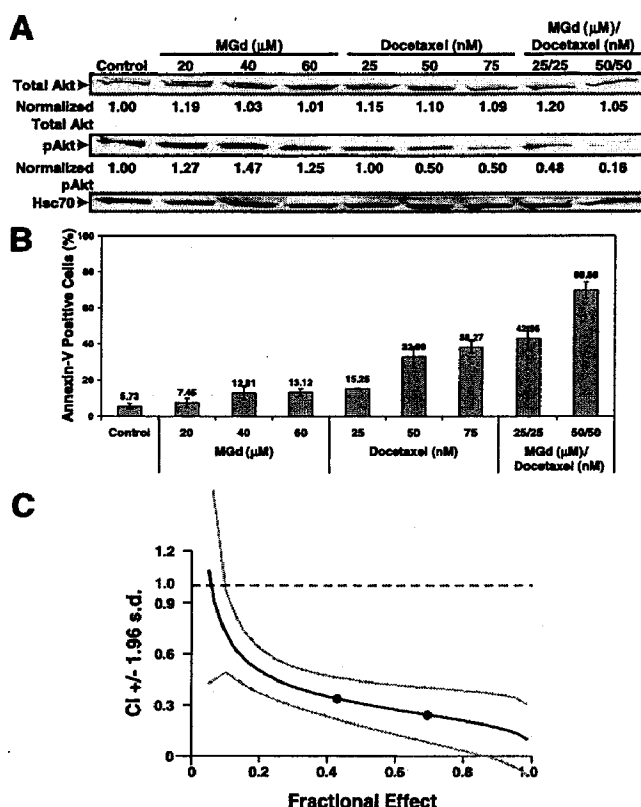 A
MGd (μM)
Docetaxel (nM)
MGd (μM)/
Docetaxel (nM)
Control 20 40 60 25 50 75 25/25 50/50
Total Akt
Normalized 1.00 1.19 1.03 1.01 1.15 1.10 1.09 1.20 1.05
Total Akt
pAkt
Normalized 1.00 1.27 1.47 1.25 1.00 0.50 0.50 0.48 0.16
pAkt
Hsc70
B
Annexin-V Positive Cells (%)
100
80
60
40
20
0
5.73 7.45 12.81 13.12 15.25
Control 20 40 60 25 50 75 25/25 50/50
MGd (μM) Docetaxel (nM) MGd (μM)/
Docetaxel (nM)
C
CI +/- 1.96 s.d.
1.2
1.0
0.9
0.6
0.3
0
0 0.2 0.4 0.6 0.8 1.0
Fractional Effect